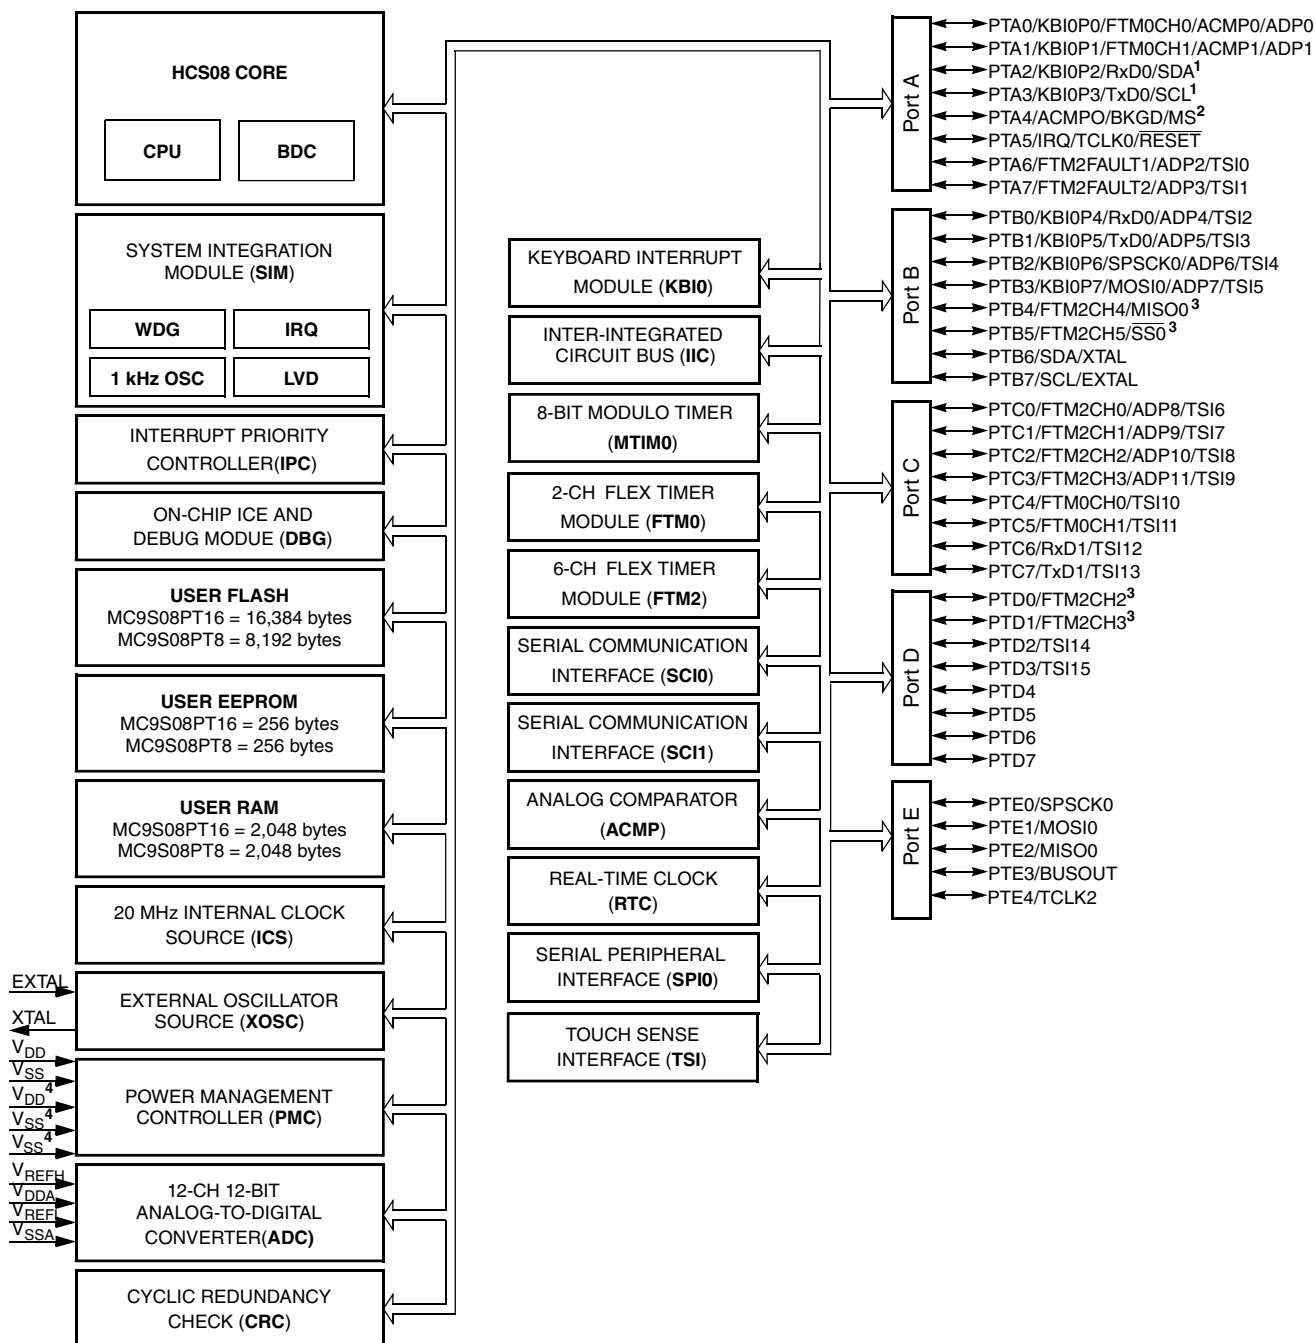 HCS08 CORE
CPU
BDC
SYSTEM INTEGRATION
MODULE (SIM)
WDG
IRQ
1 kHz OSC
LVD
INTERRUPT PRIORITY
CONTROLLER(IPC)
ON-CHIP ICE AND
DEBUG MODUE (DBG)
USER FLASH
MC9S08PT16 = 16,384 bytes
MC9S08PT8 = 8,192 bytes
USER EEPROM
MC9S08PT16 = 256 bytes
MC9S08PT8 = 256 bytes
USER RAM
MC9S08PT16 = 2,048 bytes
MC9S08PT8 = 2,048 bytes
20 MHz INTERNAL CLOCK
SOURCE (ICS)
EXTAL
XTAL
EXTERNAL OSCILLATOR
SOURCE (XOSC)
VDD
VSS
VDD4
VSS4
VSS4
POWER MANAGEMENT
CONTROLLER (PMC)
VREFH
VDDA
VREFL
VSSA
12-CH 12-BIT
ANALOG-TO-DIGITAL
CONVERTER(ADC)
CYCLIC REDUNDANCY
CHECK (CRC)
KEYBOARD INTERRUPT
MODULE (KBI0)
INTER-INTEGRATED
CIRCUIT BUS (IIC)
8-BIT MODULO TIMER
(MTIM0)
2-CH FLEX TIMER
MODULE (FTM0)
6-CH FLEX TIMER
MODULE (FTM2)
SERIAL COMMUNICATION
INTERFACE (SCI0)
SERIAL COMMUNICATION
INTERFACE (SCI1)
ANALOG COMPARATOR
(ACMP)
REAL-TIME CLOCK
(RTC)
SERIAL PERIPHERAL
INTERFACE (SPI0)
TOUCH SENSE
INTERFACE (TSI)
Port A
PTA0/KBI0P0/FTM0CH0/ACMP0/ADP0
PTA1/KBI0P1/FTM0CH1/ACMP1/ADP1
PTA2/KBI0P2/RxD0/SDA1
PTA3/KBI0P3/TxD0/SCL1
PTA4/ACMPO/BKGD/MS2
PTA5/IRQ/TCLK0/RESET
PTA6/FTM2FAULT1/ADP2/TSI0
PTA7/FTM2FAULT2/ADP3/TSI1
Port B
PTB0/KBI0P4/RxD0/ADP4/TSI2
PTB1/KBI0P5/TxD0/ADP5/TSI3
PTB2/KBI0P6/SPSCK0/ADP6/TSI4
PTB3/KBI0P7/MOSI0/ADP7/TSI5
PTB4/FTM2CH4/MISO0 3
PTB5/FTM2CH5/SS0 3
PTB6/SDA/XTAL
PTB7/SCL/EXTAL
Port C
PTC0/FTM2CH0/ADP8/TSI6
PTC1/FTM2CH1/ADP9/TSI7
PTC2/FTM2CH2/ADP10/TSI8
PTC3/FTM2CH3/ADP11/TSI9
PTC4/FTM0CH0/TSI10
PTC5/FTM0CH1/TSI11
PTC6/RxD1/TSI12
PTC7/TxD1/TSI13
Port D
PTD0/FTM2CH23
PTD1/FTM2CH33
PTD2/TSI14
PTD3/TSI15
PTD4
PTD5
PTD6
PTD7
Port E
PTE0/SPSCK0
PTE1/MOSI0
PTE2/MISO0
PTE3/BUSOUT
PTE4/TCLK2